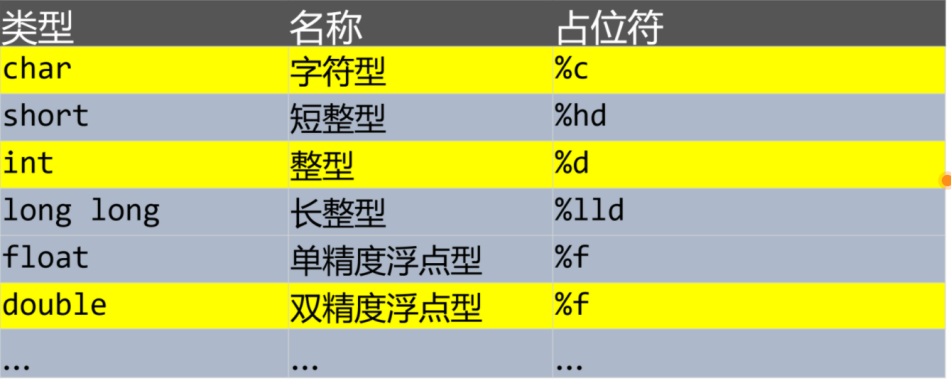 类型 名称 占位符
char 字符型 %c
short 短整型 %hd
int 整型 %d
long long 长整型 %lld
float 单精度浮点型 %f
double 双精度浮点型 %f
… … …